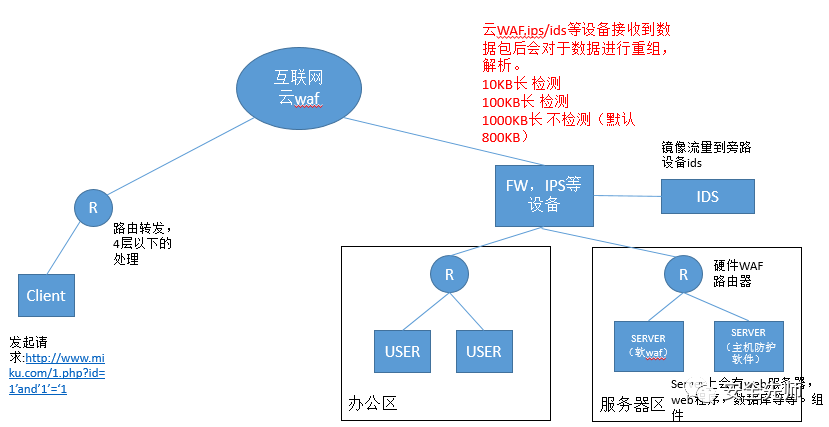 云WAF,ips/ids等设备接收到数
据包后会对于数据进行重组,
解析。
10KB长 检测
100KB长 检测
1000KB长 不检测（默认
800KB）
互联网
云waf
镜像流量到旁路
设备ids
FW，IPS等
设备
IDS
R
路由转发，
4层以下的
处理
Client
发起请
求:http://www.mi
ku.com/1.php?id=
1'and'1'='1
R
USER
USER
办公区
R
硬件WAF
路由器
SERVER
（软waf）
SERVER
（主机防护
软件）
Server上会有web服务器，
web程序，数据库等等。组
件
服务器区